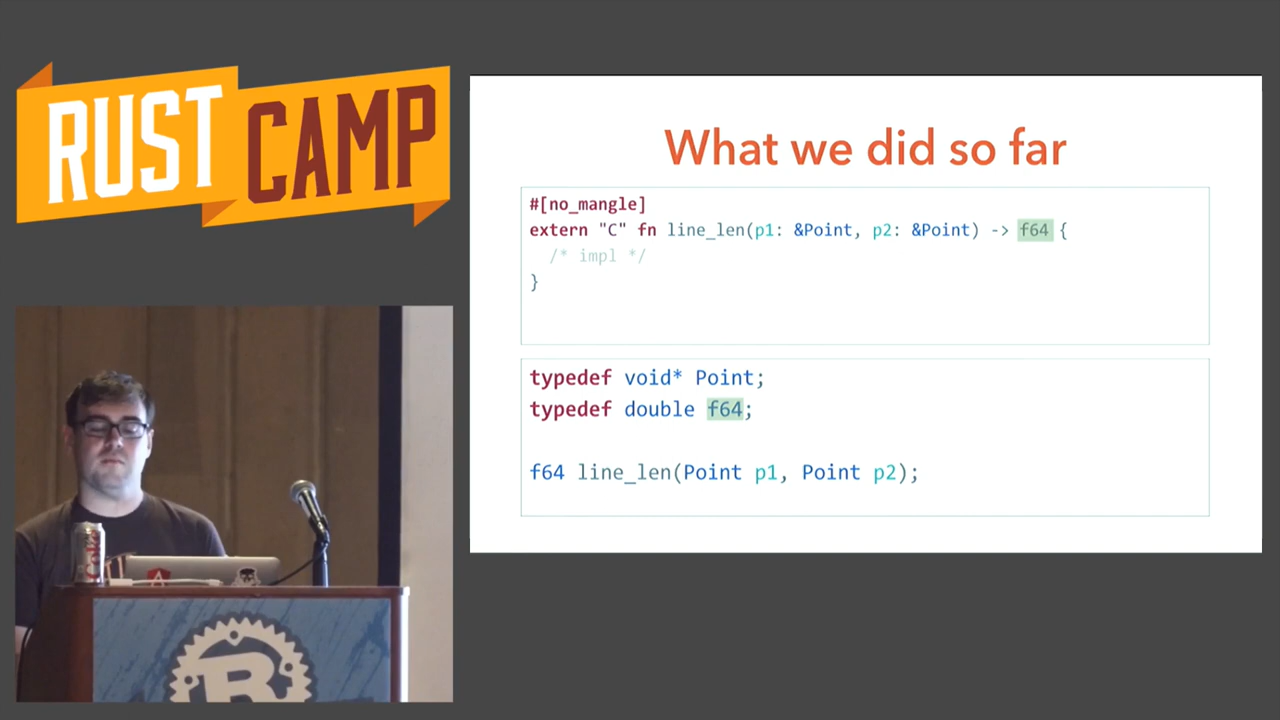 RUST CAMP
What we did so far
#[no_mangle]
extern "C" fn line_len(p1: &Point, p2: &Point) -> f64 {
/* impl */
}
typedef void* Point;
typedef double f64;
f64 line_len(Point p1, Point p2);
Coke
R